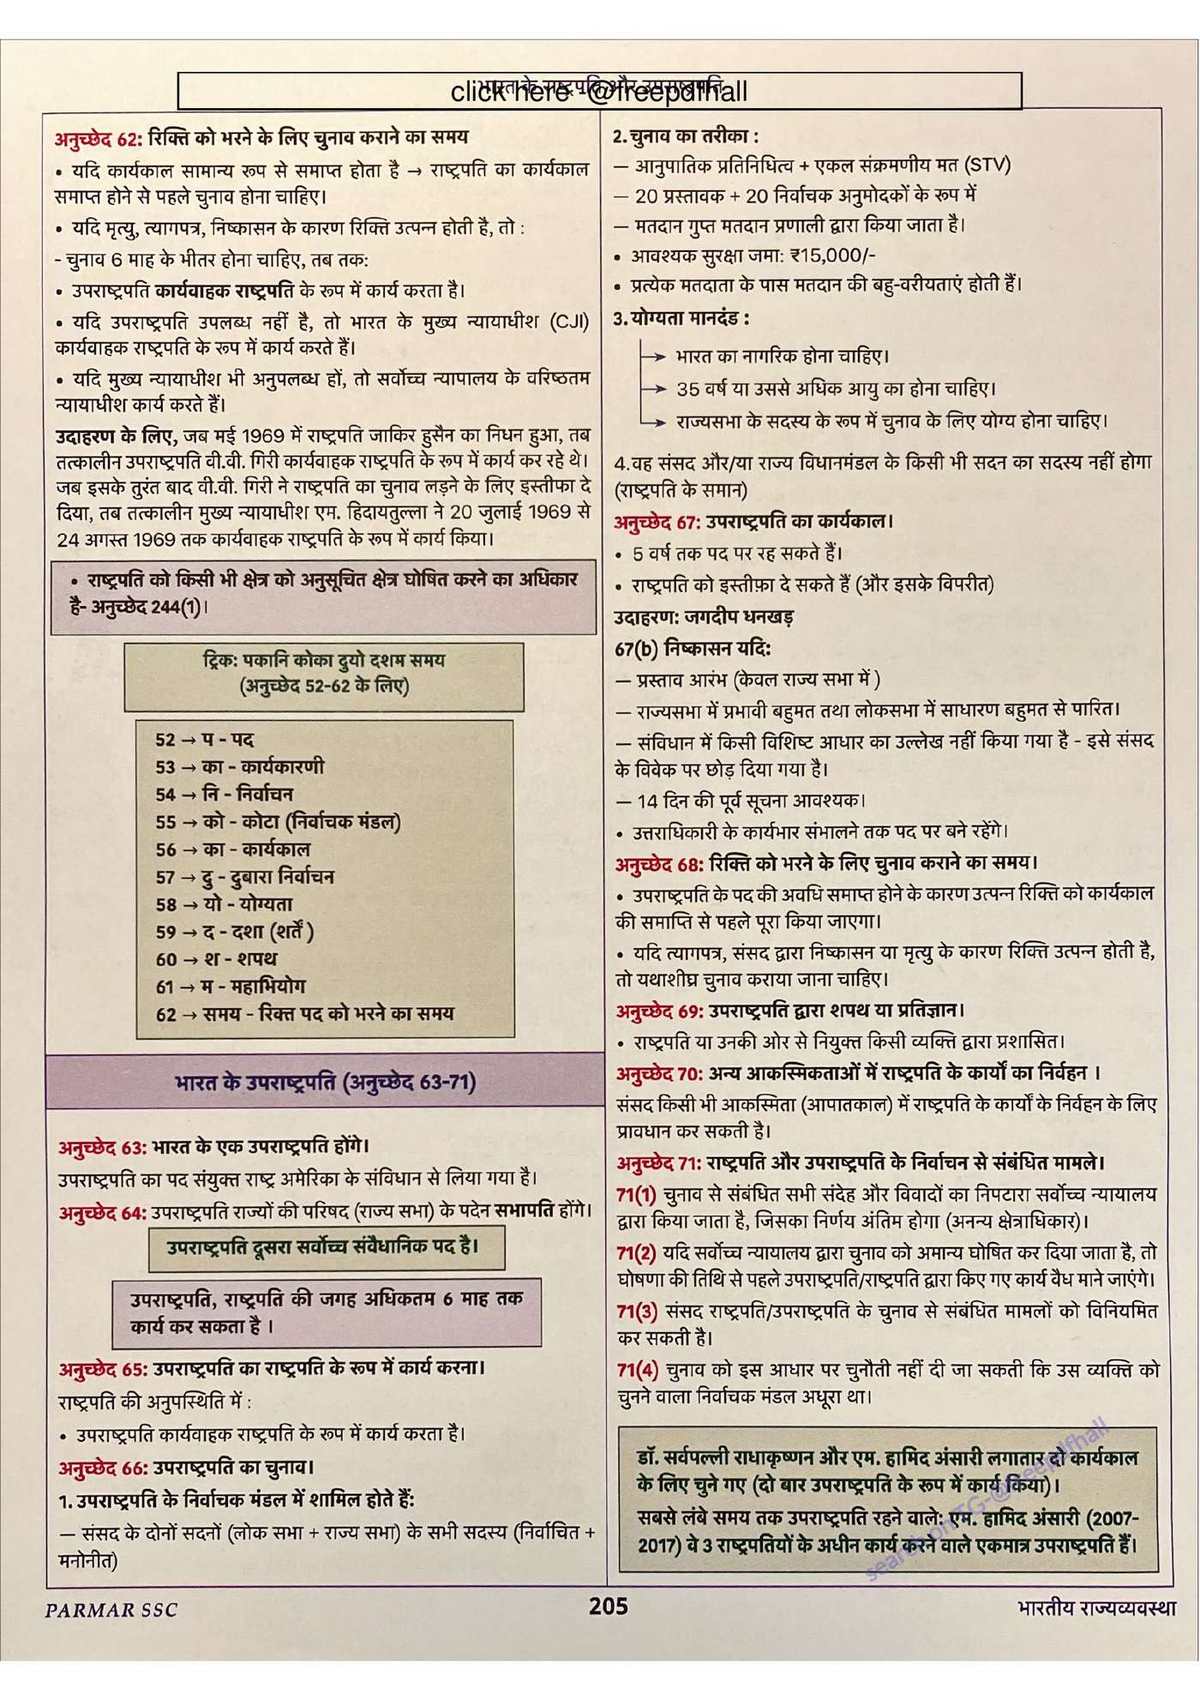 भारत के राष्ट्रपति और उपराष्ट्रपति
click here -@freepdfhall
अनुच्छेद 62: रिक्ति को भरने के लिए चुनाव कराने का समय
• यदि कार्यकाल सामान्य रूप से समाप्त होता है → राष्ट्रपति का कार्यकाल
समाप्त होने से पहले चुनाव होना चाहिए।
• यदि मृत्यु, त्यागपत्र, निष्कासन के कारण रिक्ति उत्पन्न होती है, तो :
- चुनाव 6 माह के भीतर होना चाहिए, तब तक:
• उपराष्ट्रपति कार्यवाहक राष्ट्रपति के रूप में कार्य करता है।
• यदि उपराष्ट्रपति उपलब्ध नहीं है, तो भारत के मुख्य न्यायाधीश (CJI)
कार्यवाहक राष्ट्रपति के रूप में कार्य करते हैं।
• यदि मुख्य न्यायाधीश भी अनुपलब्ध हों, तो सर्वोच्च न्यापालय के वरिष्ठतम
न्यायाधीश कार्य करते हैं।
उदाहरण के लिए, जब मई 1969 में राष्ट्रपति जाकिर हुसैन का निधन हुआ, तब
तत्कालीन उपराष्ट्रपति वी.वी. गिरी कार्यवाहक राष्ट्रपति के रूप में कार्य कर रहे थे।
जब इसके तुरंत बाद वी.वी. गिरी ने राष्ट्रपति का चुनाव लड़ने के लिए इस्तीफा दे
दिया, तब तत्कालीन मुख्य न्यायाधीश एम. हिदायतुल्ला ने 20 जुलाई 1969 से
24 अगस्त 1969 तक कार्यवाहक राष्ट्रपति के रूप में कार्य किया।
• राष्ट्रपति को किसी भी क्षेत्र को अनुसूचित क्षेत्र घोषित करने का अधिकार
है- अनुच्छेद 244(1)।
ट्रिक: पकानि कोका दुयो दशम समय
(अनुच्छेद 52-62 के लिए)
52 → प - पद
53 → का - कार्यकारणी
54 → नि - निर्वाचन
55 → को - कोटा (निर्वाचक मंडल)
56 → का - कार्यकाल
57 → दु - दुबारा निर्वाचन
58 → यो - योग्यता
59 → द - दशा (शर्तें )
60 → श - शपथ
61 → म - महाभियोग
62 → समय - रिक्त पद को भरने का समय
भारत के उपराष्ट्रपति (अनुच्छेद 63-71)
अनुच्छेद 63: भारत के एक उपराष्ट्रपति होंगे।
उपराष्ट्रपति का पद संयुक्त राष्ट्र अमेरिका के संविधान से लिया गया है।
अनुच्छेद 64: उपराष्ट्रपति राज्यों की परिषद (राज्य सभा) के पदेन सभापति होंगे।
उपराष्ट्रपति दूसरा सर्वोच्च संवैधानिक पद है।
उपराष्ट्रपति, राष्ट्रपति की जगह अधिकतम 6 माह तक
कार्य कर सकता है ।
अनुच्छेद 65: उपराष्ट्रपति का राष्ट्रपति के रूप में कार्य करना।
राष्ट्रपति की अनुपस्थिति में :
• उपराष्ट्रपति कार्यवाहक राष्ट्रपति के रूप में कार्य करता है।
अनुच्छेद 66: उपराष्ट्रपति का चुनाव।
1. उपराष्ट्रपति के निर्वाचक मंडल में शामिल होते हैं:
— संसद के दोनों सदनों (लोक सभा + राज्य सभा) के सभी सदस्य (निर्वाचित +
मनोनीत)
2. चुनाव का तरीका :
— आनुपातिक प्रतिनिधित्व + एकल संक्रमणीय मत (STV)
— 20 प्रस्तावक + 20 निर्वाचक अनुमोदकों के रूप में
— मतदान गुप्त मतदान प्रणाली द्वारा किया जाता है।
• आवश्यक सुरक्षा जमा: ₹15,000/-
• प्रत्येक मतदाता के पास मतदान की बहु-वरीयताएं होती हैं।
3. योग्यता मानदंड :
→ भारत का नागरिक होना चाहिए।
→ 35 वर्ष या उससे अधिक आयु का होना चाहिए।
→ राज्यसभा के सदस्य के रूप में चुनाव के लिए योग्य होना चाहिए।
4. वह संसद और/या राज्य विधानमंडल के किसी भी सदन का सदस्य नहीं होगा
(राष्ट्रपति के समान)
अनुच्छेद 67: उपराष्ट्रपति का कार्यकाल।
• 5 वर्ष तक पद पर रह सकते हैं।
• राष्ट्रपति को इस्तीफ़ा दे सकते हैं (और इसके विपरीत)
उदाहरण: जगदीप धनखड़
67(b) निष्कासन यदि:
— प्रस्ताव आरंभ (केवल राज्य सभा में )
— राज्यसभा में प्रभावी बहुमत तथा लोकसभा में साधारण बहुमत से पारित।
— संविधान में किसी विशिष्ट आधार का उल्लेख नहीं किया गया है - इसे संसद
के विवेक पर छोड़ दिया गया है।
— 14 दिन की पूर्व सूचना आवश्यक।
• उत्तराधिकारी के कार्यभार संभालने तक पद पर बने रहेंगे।
अनुच्छेद 68: रिक्ति को भरने के लिए चुनाव कराने का समय।
• उपराष्ट्रपति के पद की अवधि समाप्त होने के कारण उत्पन्न रिक्ति को कार्यकाल
की समाप्ति से पहले पूरा किया जाएगा।
• यदि त्यागपत्र, संसद द्वारा निष्कासन या मृत्यु के कारण रिक्ति उत्पन्न होती है,
तो यथाशीघ्र चुनाव कराया जाना चाहिए।
अनुच्छेद 69: उपराष्ट्रपति द्वारा शपथ या प्रतिज्ञान।
• राष्ट्रपति या उनकी ओर से नियुक्त किसी व्यक्ति द्वारा प्रशासित।
अनुच्छेद 70: अन्य आकस्मिकताओं में राष्ट्रपति के कार्यों का निर्वहन ।
संसद किसी भी आकस्मिता (आपातकाल) में राष्ट्रपति के कार्यों के निर्वहन के लिए
प्रावधान कर सकती है।
अनुच्छेद 71: राष्ट्रपति और उपराष्ट्रपति के निर्वाचन से संबंधित मामले।
71(1) चुनाव से संबंधित सभी संदेह और विवादों का निपटारा सर्वोच्च न्यायालय
द्वारा किया जाता है, जिसका निर्णय अंतिम होगा (अनन्य क्षेत्राधिकार)।
71(2) यदि सर्वोच्च न्यायालय द्वारा चुनाव को अमान्य घोषित कर दिया जाता है, तो
घोषणा की तिथि से पहले उपराष्ट्रपति/राष्ट्रपति द्वारा किए गए कार्य वैध माने जाएंगे।
71(3) संसद राष्ट्रपति/उपराष्ट्रपति के चुनाव से संबंधित मामलों को विनियमित
कर सकती है।
71(4) चुनाव को इस आधार पर चुनौती नहीं दी जा सकती कि उस व्यक्ति को
चुनने वाला निर्वाचक मंडल अधूरा था।
डॉ. सर्वपल्ली राधाकृष्णन और एम. हामिद अंसारी लगातार दो कार्यकाल
के लिए चुने गए (दो बार उपराष्ट्रपति के रूप में कार्य किया)।
सबसे लंबे समय तक उपराष्ट्रपति रहने वाले: एम. हामिद अंसारी (2007-
2017) वे 3 राष्ट्रपतियों के अधीन कार्य करने वाले एकमात्र उपराष्ट्रपति हैं।
search on TG-@freepdfhall
PARMAR SSC
205
भारतीय राज्यव्यवस्था